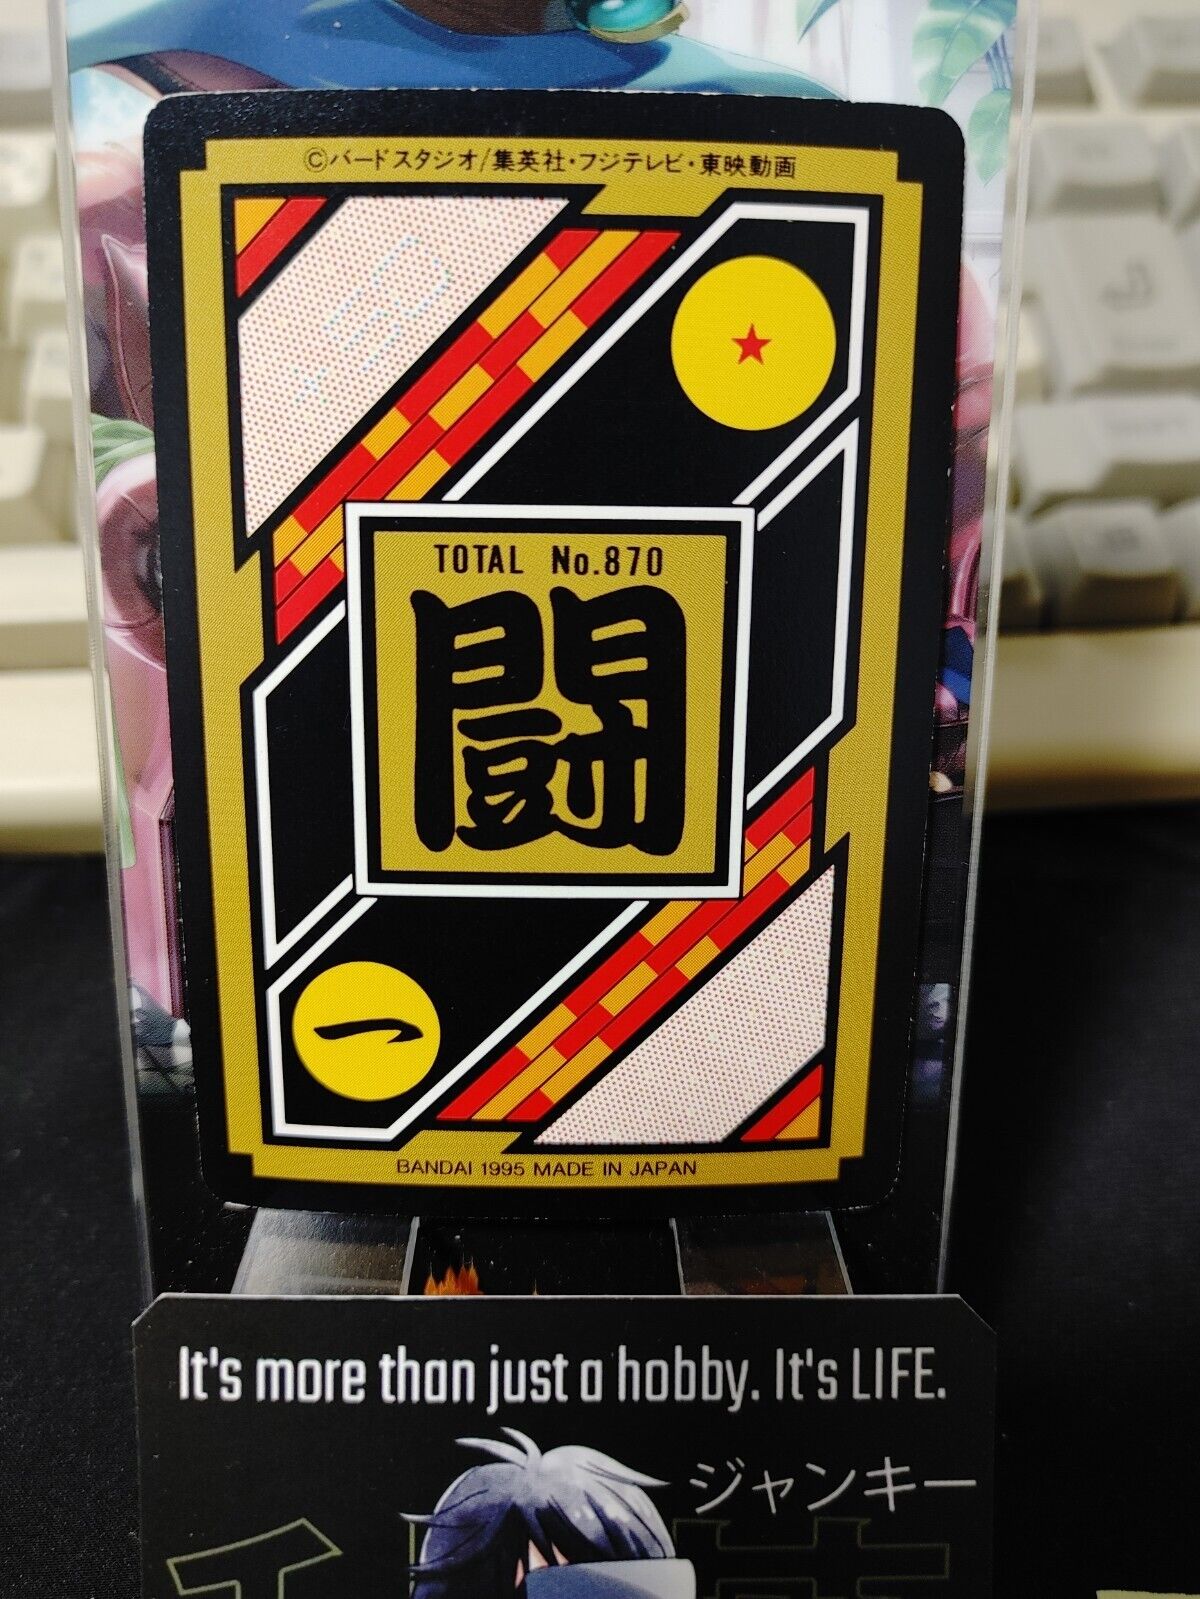 ©バードスタジオ/集英社・フジテレビ・東映動画
TOTAL No.870
闘
一
BANDAI 1995 MADE IN JAPAN
It's more than just a hobby. It's LIFE.
ジャンキー